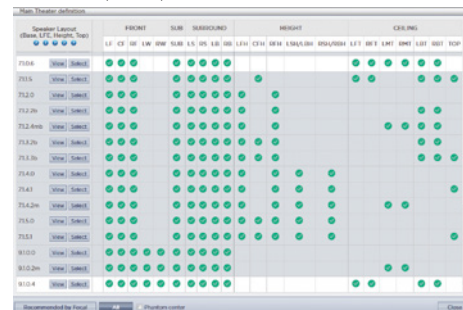 Main Theater definition
Speaker Layout FRONT SUB SURROUND HEIGHT CEILING
(Base, LFE, Height, Top)
LF CF RF LW RW SUB LS RS LB RB LFH CFH RFH LSH/LBH RSH/RBH LFT RFT LMT RMT LBT RBT TOP
7.1.0.6 View Select
7.1.1.5 View Select
7.1.2.0 View Select
7.1.2.2b View Select
7.1.2.4mb View Select
7.1.3.2b View Select
7.1.3.3b View Select
7.1.4.0 View Select
7.1.4.1 View Select
7.1.4.2m View Select
7.1.5.0 View Select
7.1.5.1 View Select
9.1.0.0 View Select
9.1.0.2m View Select
9.1.0.4 View Select
Recommended by Focal All Phantom center Close